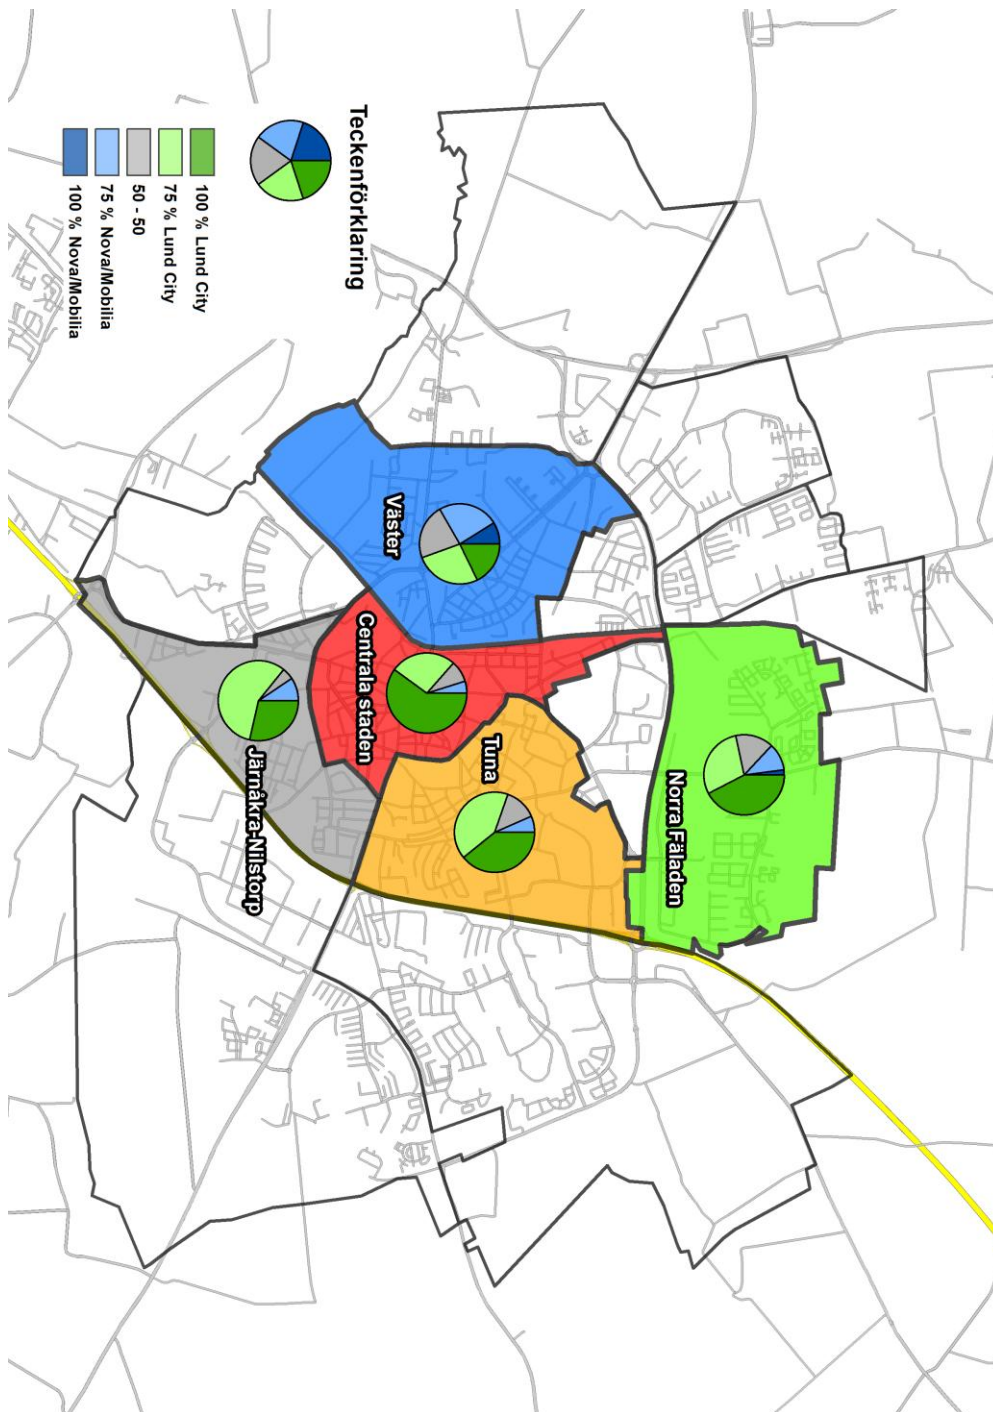 Teckenförklaring
100 % Lund City
75 % Lund City
50 - 50
75 % Nova/Mobilia
100 % Nova/Mobilia
Norra Fäladen
Tuna
Väster
Centrala staden
Järnåkra-Nilstorp